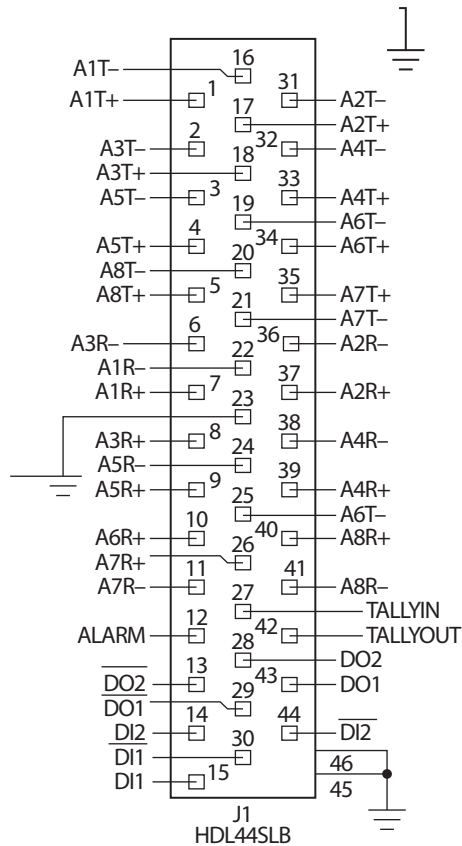 A1T– 16
A1T+ 1 31 A2T–
17 A2T+
A3T– 2 32 A4T–
A3T+ 18
A5T– 3 33 A4T+
19 A6T–
A5T+ 4 34 A6T+
A8T– 20
A8T+ 5 35 A7T+
21 A7T–
A3R– 6 36 A2R–
A1R– 22
A1R+ 7 37 A2R+
23
A3R+ 8 38 A4R–
A5R– 24
A5R+ 9 39 A4R+
25 A6T–
A6R+ 10 40 A8R+
A7R+ 26
A7R– 11 41 A8R–
27 TALLYIN
ALARM 12 42 TALLYOUT
28 DO2
D̅O̅2̅ 13 43 DO1
D̅O̅1̅ 29
DI2 14 44 D̅I̅2̅
D̅I̅1̅ 30
46
DI1 15
45
J1
HDL44SLB